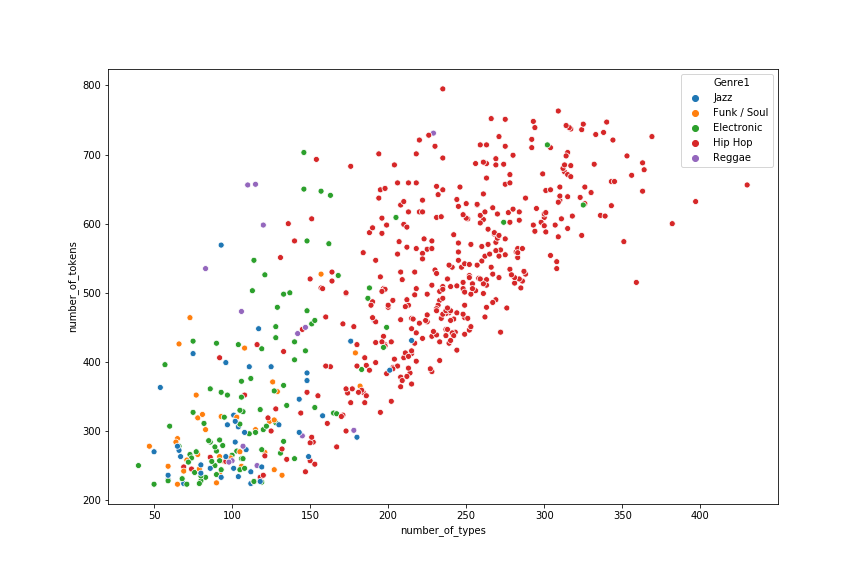 800
700
600
500
400
300
200
number_of_tokens
50
100
150
200
250
300
350
400
number_of_types
Genre1
Jazz
Funk / Soul
Electronic
Hip Hop
Reggae